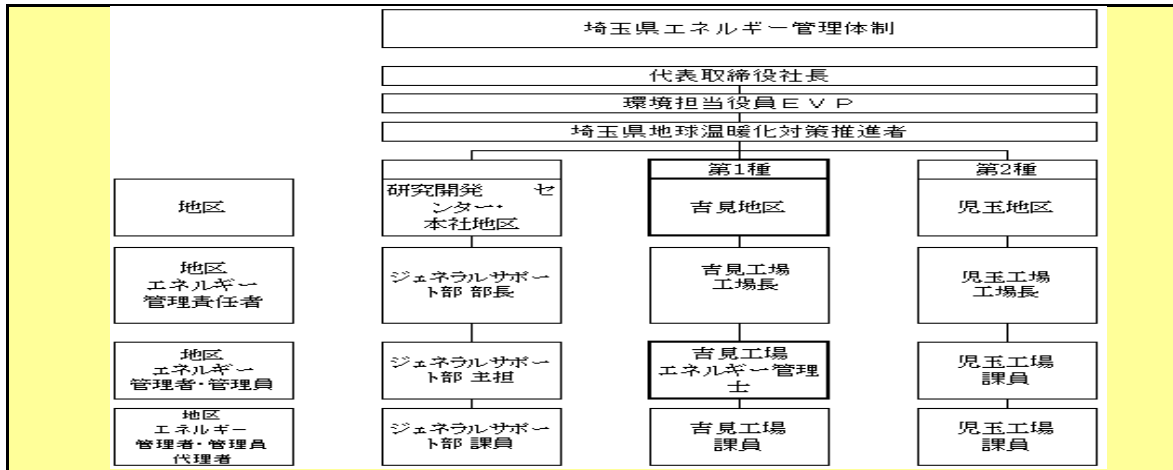 埼玉県エネルギー管理体制
代表取締役社長
環境担当役員EVP
埼玉県地球温暖化対策推進者
第1種
第2種
地区
研究開発　セ
ンター・
本社地区
吉見地区
児玉地区
地区
エネルギー
管理責任者
ジェネラルサポー
ト部 部長
吉見工場
工場長
児玉工場
工場長
地区
エネルギー
管理者・管理員
ジェネラルサポー
ト部 主担
吉見工場
エネルギー管理
士
児玉工場
課員
地区
エネルギー
管理者・管理員
代理者
ジェネラルサポー
ト部 課員
吉見工場
課員
児玉工場
課員